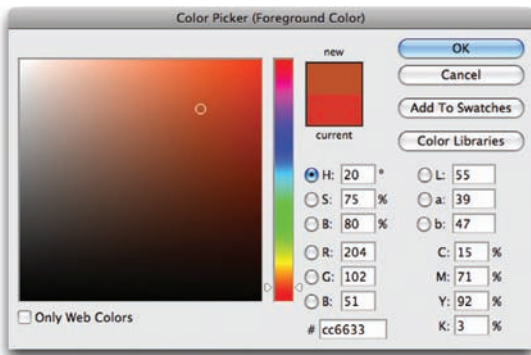 Color Picker (Foreground Color)
new
current
OK
Cancel
Add To Swatches
Color Libraries
H: 20 °
S: 75 %
B: 80 %
R: 204
G: 102
B: 51
# cc6633
L: 55
a: 39
b: 47
C: 15 %
M: 71 %
Y: 92 %
K: 3 %
Only Web Colors